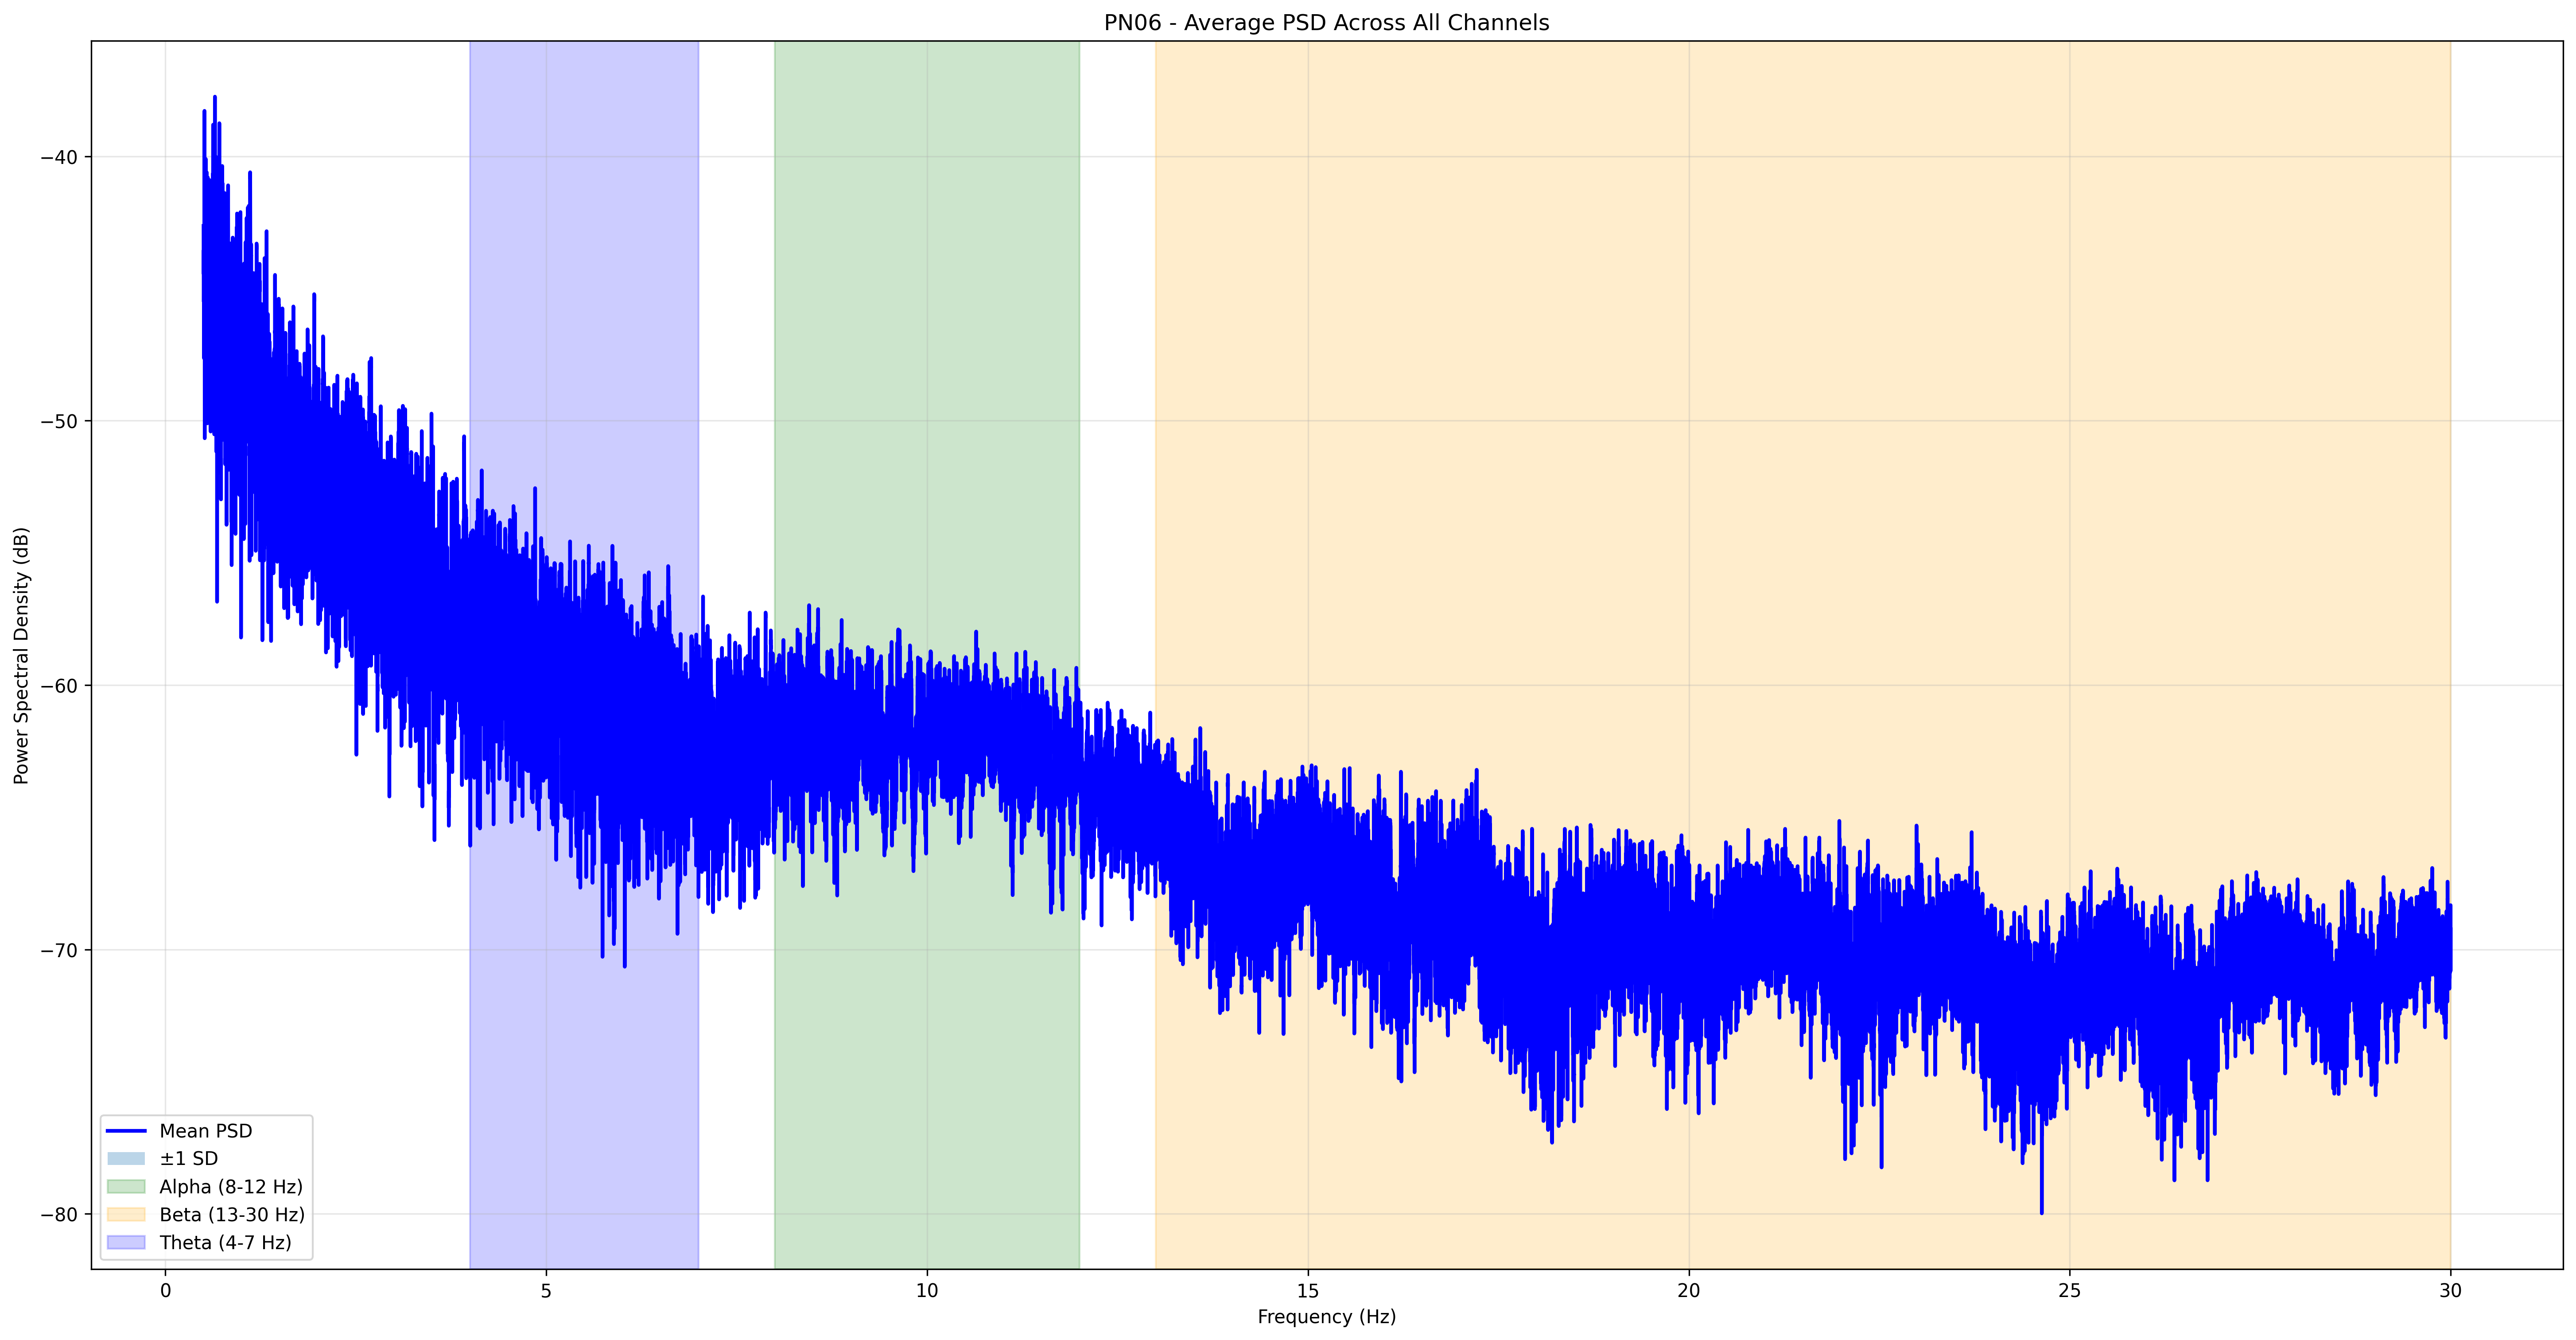 PN06 - Average PSD Across All Channels
Power Spectral Density (dB)
−40
−50
−60
−70
−80
Mean PSD
±1 SD
Alpha (8-12 Hz)
Beta (13-30 Hz)
Theta (4-7 Hz)
0 5 10 15 20 25 30
Frequency (Hz)